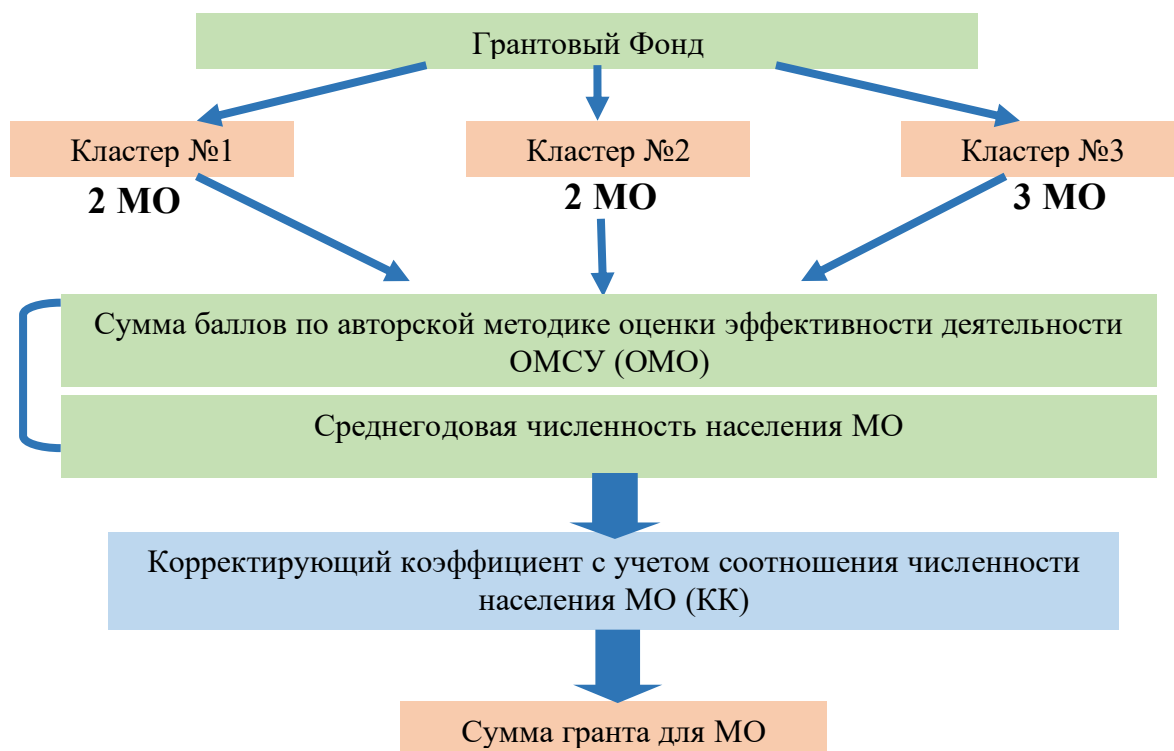 Грантовый Фонд
Кластер №1
Кластер №2
Кластер №3
2 МО
2 МО
3 МО
Сумма баллов по авторской методике оценки эффективности деятельности
ОМСУ (ОМО)
Среднегодовая численность населения МО
Корректирующий коэффициент с учетом соотношения численности
населения МО (КК)
Сумма гранта для МО